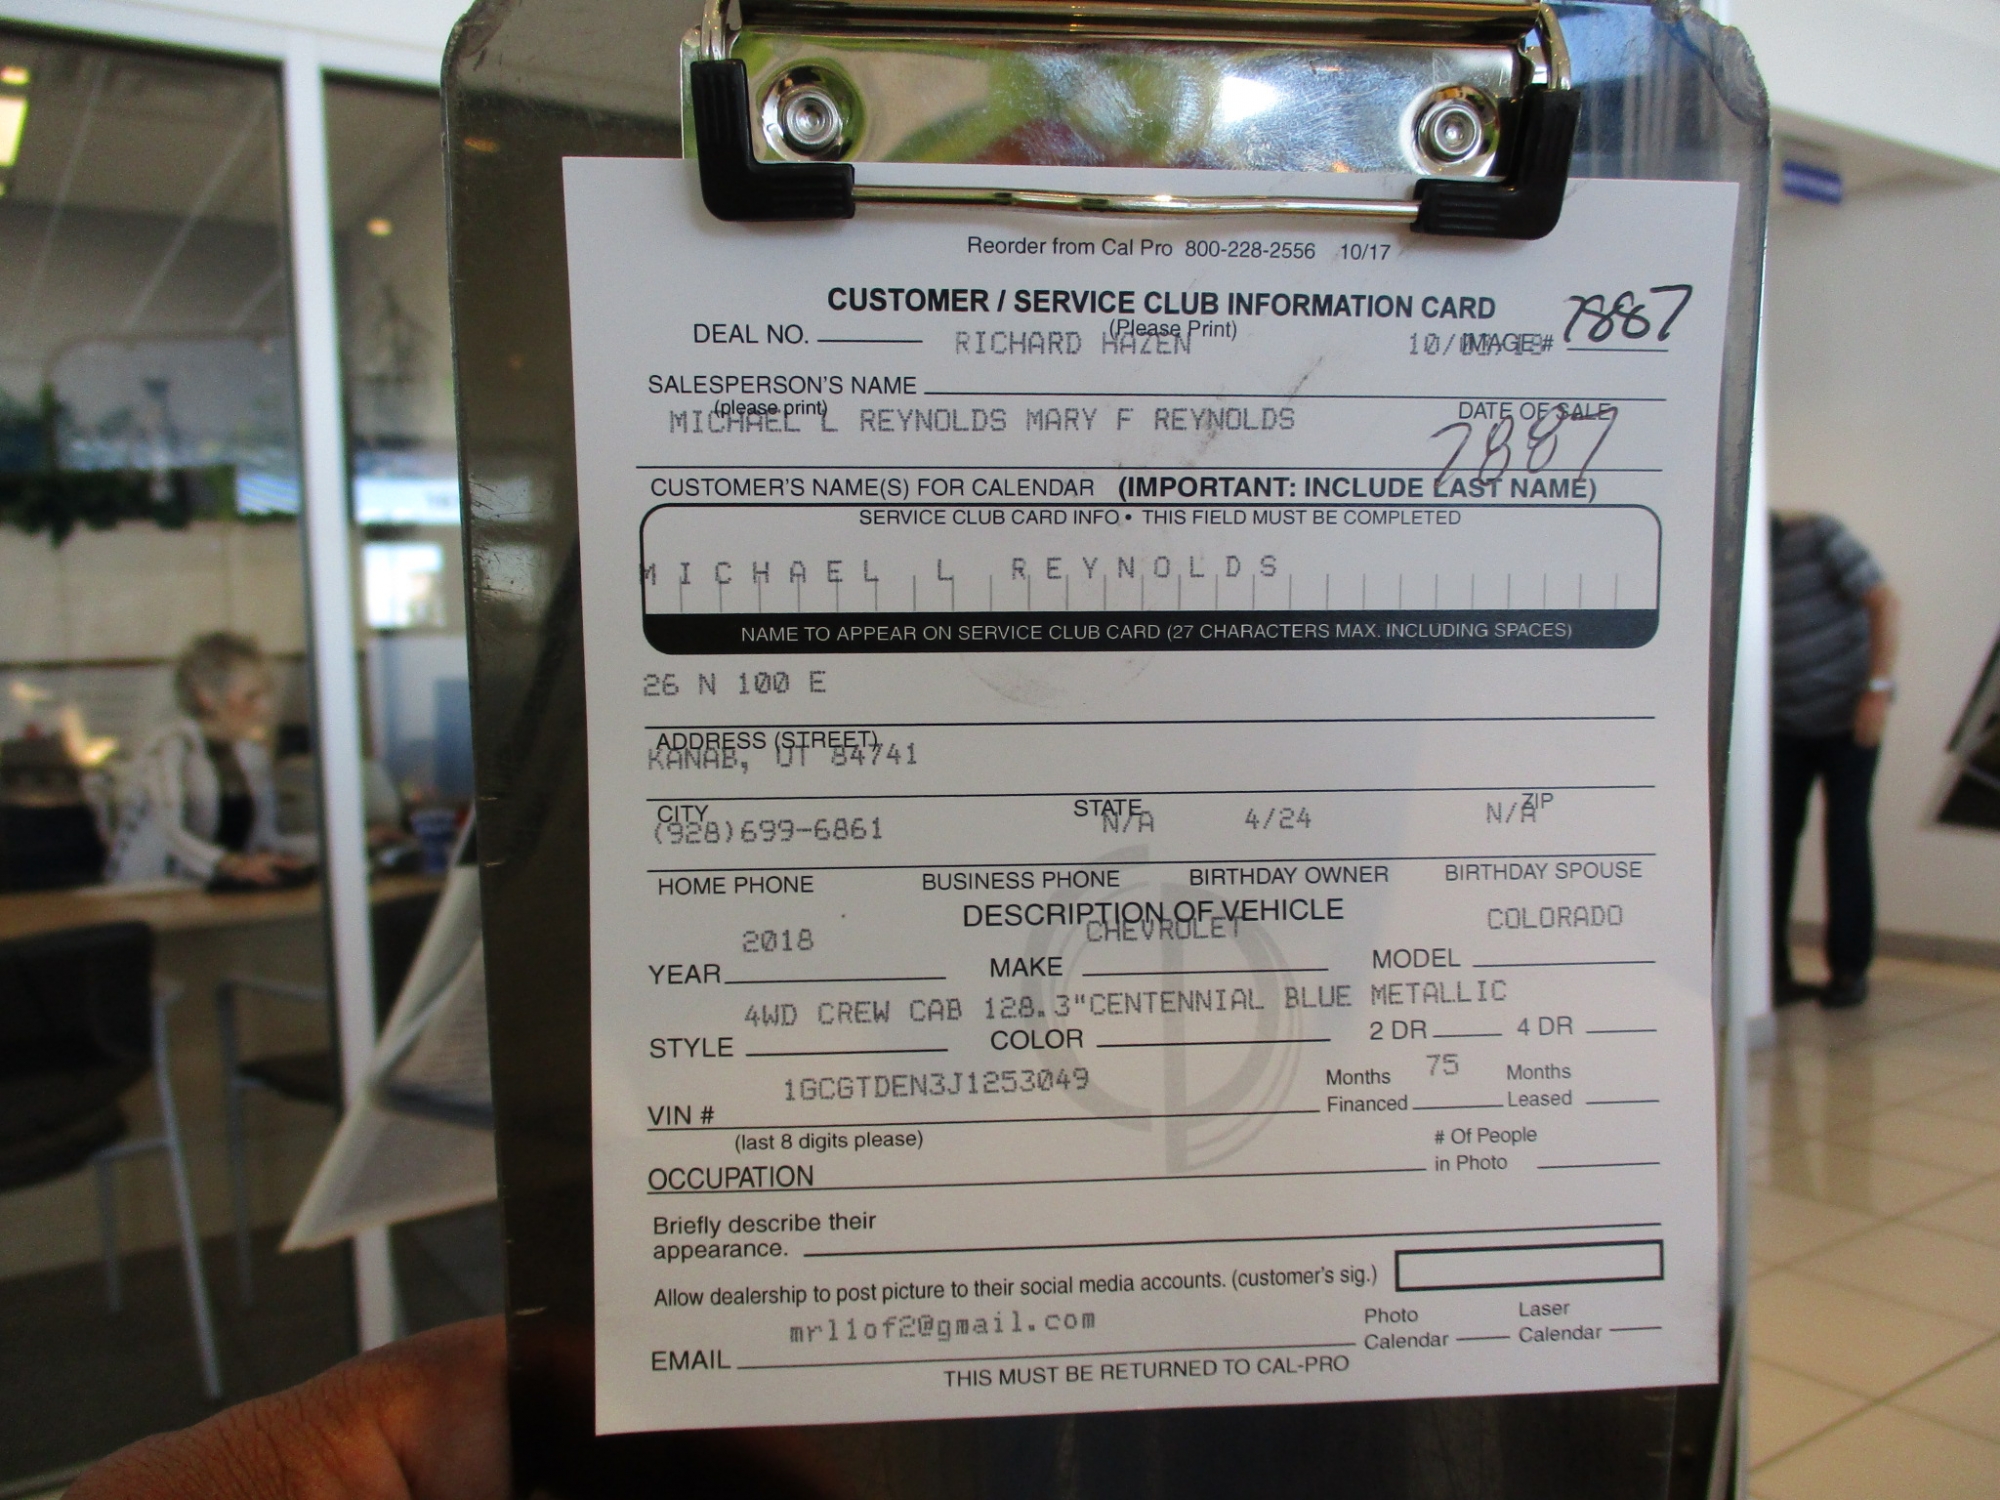 Reorder from Cal Pro 800-228-2556 10/17
CUSTOMER / SERVICE CLUB INFORMATION CARD
(Please Print)
DEAL NO. RICHARD HAZEN IMAGE # 7887
SALESPERSON'S NAME
(please print) DATE OF SALE
MICHAEL L REYNOLDS MARY F REYNOLDS 7887
CUSTOMER'S NAME(S) FOR CALENDAR (IMPORTANT: INCLUDE LAST NAME)
SERVICE CLUB CARD INFO • THIS FIELD MUST BE COMPLETED
MICHAEL L REYNOLDS
NAME TO APPEAR ON SERVICE CLUB CARD (27 CHARACTERS MAX. INCLUDING SPACES)
26 N 100 E
ADDRESS (STREET)
KANAB, UT 84741
CITY STATE ZIP
(928)699-6861 N/A 4/24 N/A
HOME PHONE BUSINESS PHONE BIRTHDAY OWNER BIRTHDAY SPOUSE
DESCRIPTION OF VEHICLE
2018 CHEVROLET COLORADO
YEAR MAKE MODEL
4WD CREW CAB 128.3"CENTENNIAL BLUE METALLIC
STYLE COLOR 2 DR 4 DR
1GCGTDEN3J1253049 Months 75 Months
VIN # Financed Leased
(last 8 digits please) # Of People
OCCUPATION in Photo
Briefly describe their
appearance.
Allow dealership to post picture to their social media accounts. (customer's sig.)
mrl1of2@gmail.com Photo Laser
EMAIL Calendar Calendar
THIS MUST BE RETURNED TO CAL-PRO